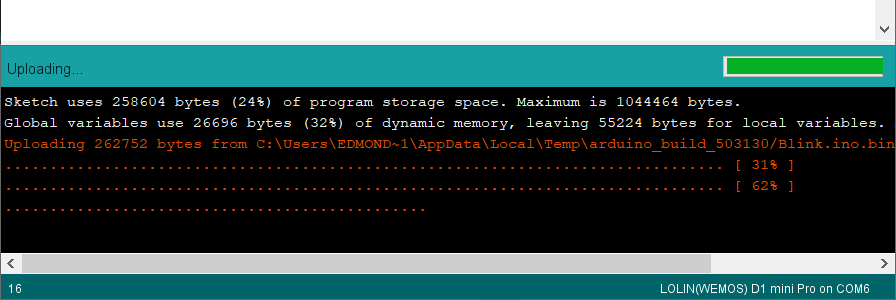 Uploading...
Sketch uses 258604 bytes (24%) of program storage space. Maximum is 1044464 bytes.
Global variables use 26696 bytes (32%) of dynamic memory, leaving 55224 bytes for local variables.
Uploading 262752 bytes from C:\Users\EDMOND~1\AppData\Local\Temp\arduino_build_503130/Blink.ino.bin
................................................................................ [ 31% ]
................................................................................ [ 62% ]
...............................................
16
LOLIN(WEMOS) D1 mini Pro on COM6